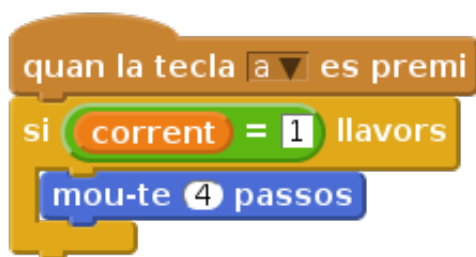 quan la tecla a es premi
si corrent = 1 llavors
mou-te 4 passos